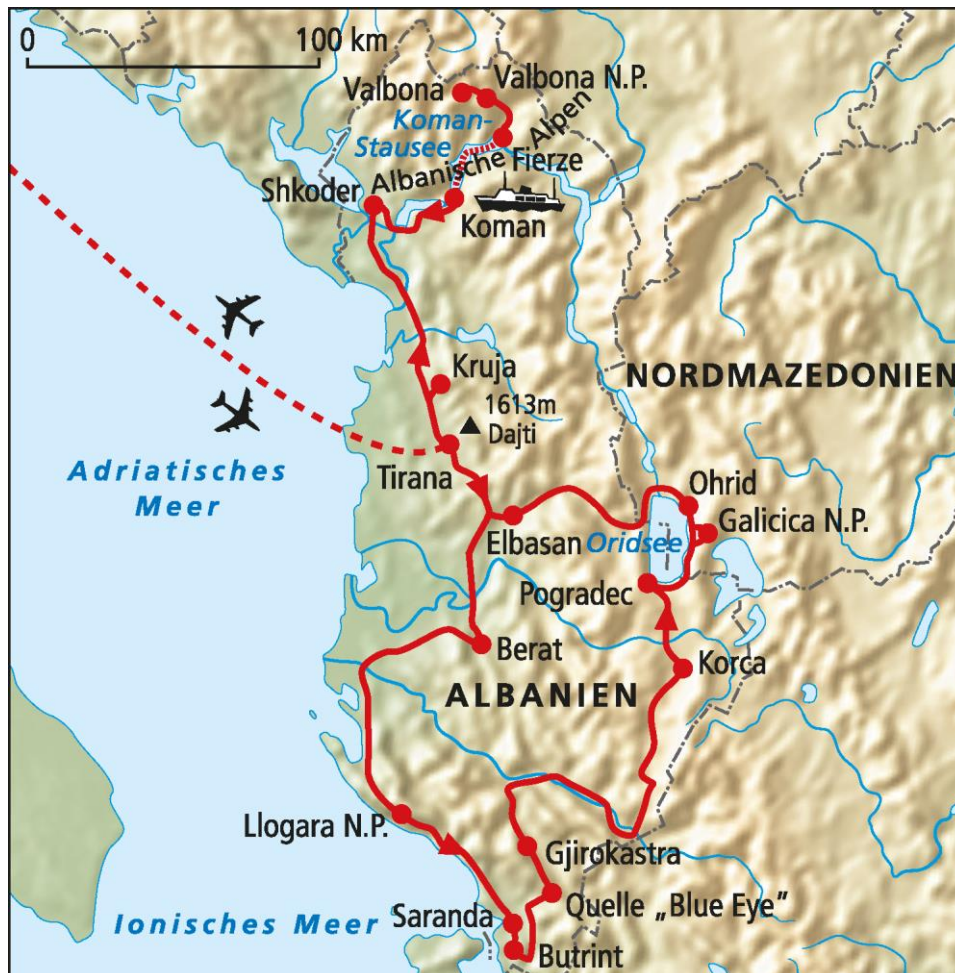 0 100 km
Valbona
Valbona N.P.
Koman-
Stausee
Albanische Alpen
Fierze
Shkoder
Koman
Kruja
NORDMAZEDONIEN
1613m
Dajti
Adriatisches
Meer
Tirana
Ohrid
Galicica N.P.
Elbasan
Oridsee
Pogradec
Berat
Korca
ALBANIEN
Llogara N.P.
Gjirokastra
Quelle „Blue Eye”
Ionisches Meer
Saranda
Butrint